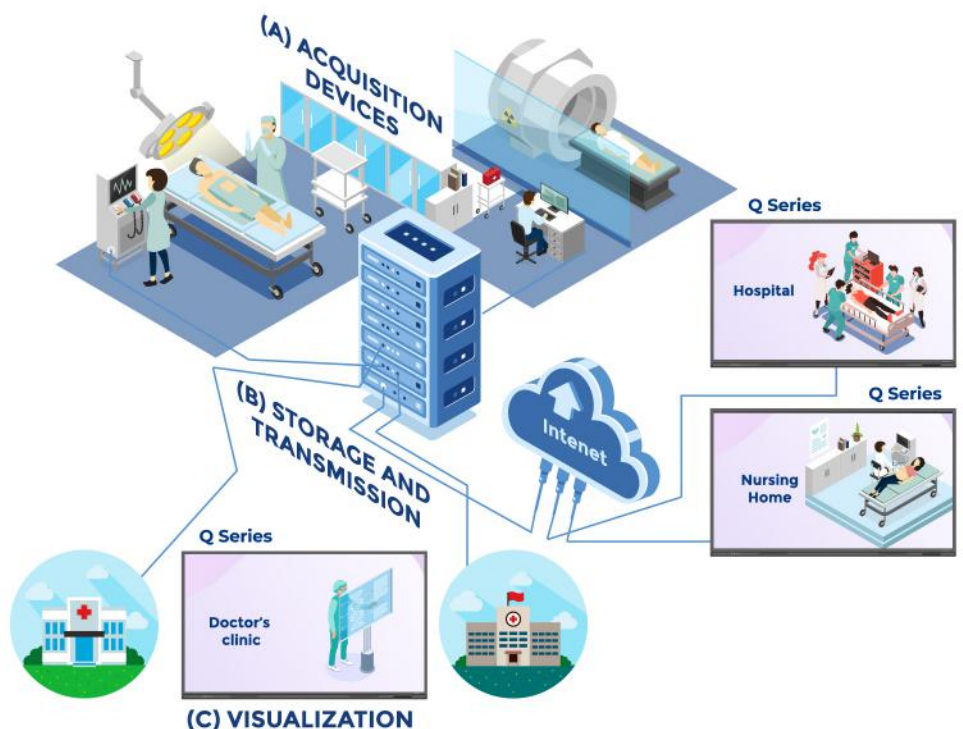 (A) ACQUISITION
DEVICES
Q Series
Hospital
Q Series
Nursing
Home
Intenet
(B) STORAGE AND
TRANSMISSION
Q Series
Doctor's
clinic
(C) VISUALIZATION